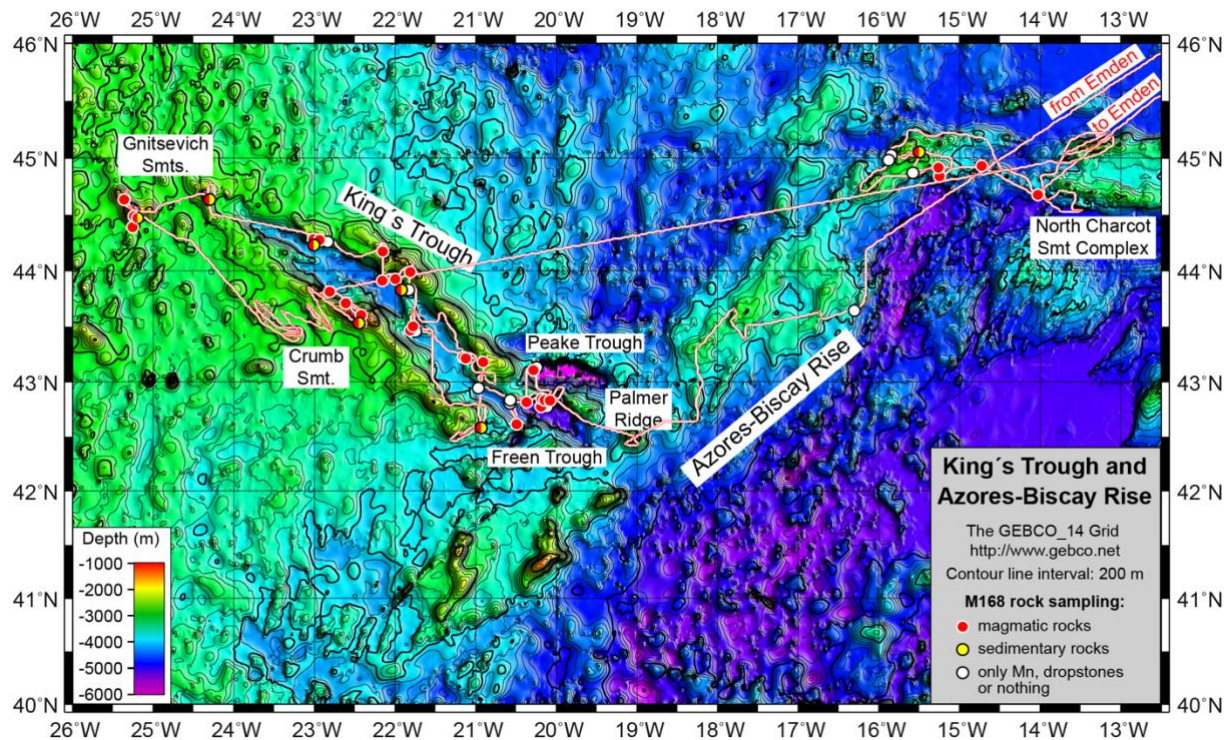 26°W 25°W 24°W 23°W 22°W 21°W 20°W 19°W 18°W 17°W 16°W 15°W 14°W 13°W
46°N 46°N
from Emden
to Emden
Gnitsevich
Smts.
45°N 45°N
King´s Trough
North Charcot
Smt Complex
44°N 44°N
Peake Trough
Crumb
Smt.
43°N 43°N
Palmer
Ridge
Azores-Biscay Rise
Freen Trough
42°N 42°N
King´s Trough and
Azores-Biscay Rise
The GEBCO_14 Grid
http://www.gebco.net
Contour line interval: 200 m
M168 rock sampling:
magmatic rocks
sedimentary rocks
only Mn, dropstones
or nothing
Depth (m)
-1000
-2000
-3000
-4000
-5000
-6000
41°N 41°N
40°N 40°N
26°W 25°W 24°W 23°W 22°W 21°W 20°W 19°W 18°W 17°W 16°W 15°W 14°W 13°W